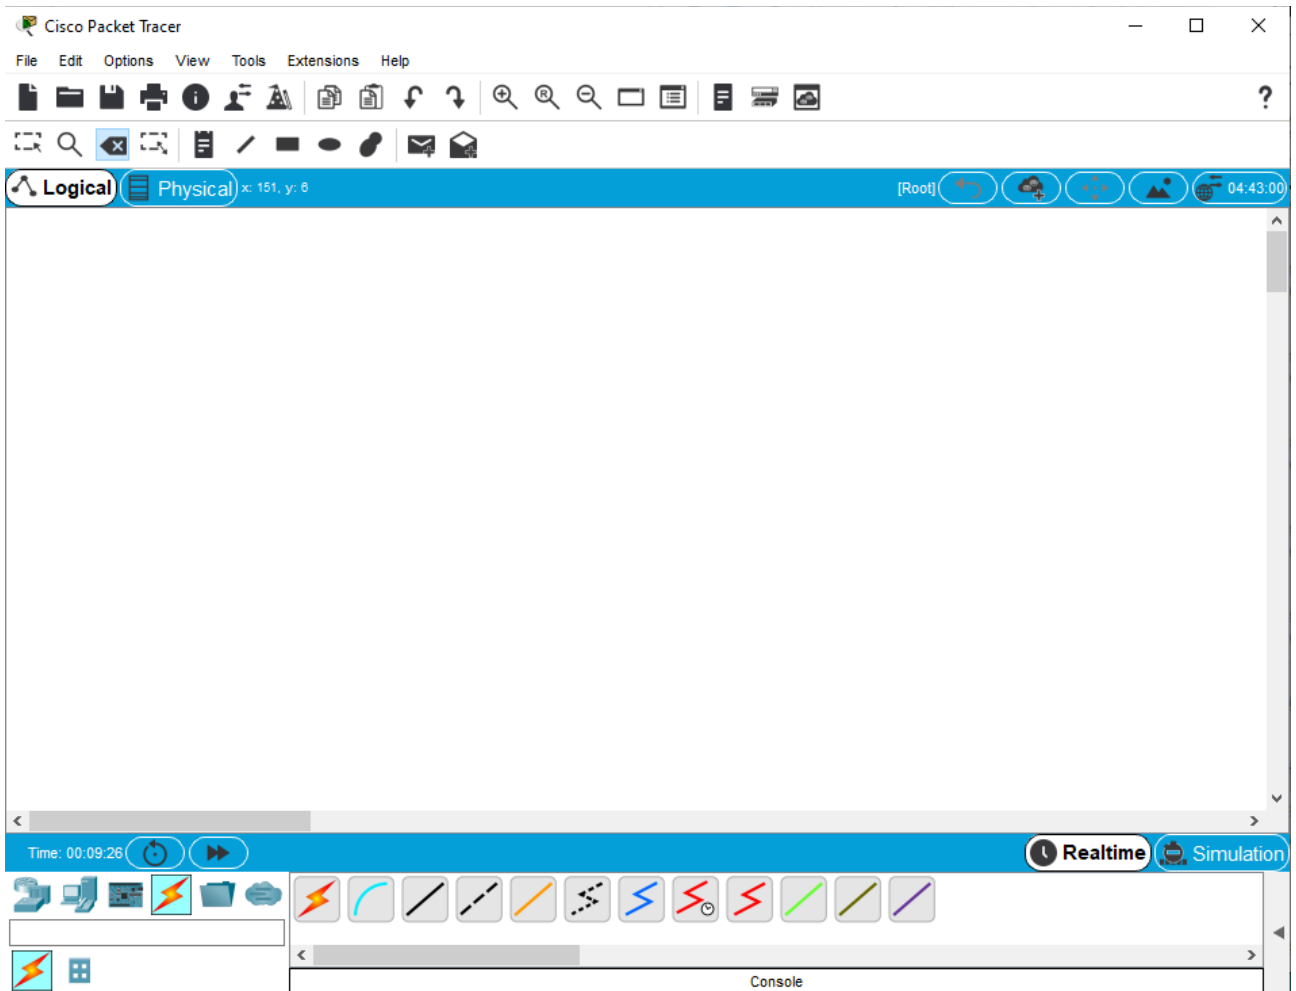 Cisco Packet Tracer
File Edit Options View Tools Extensions Help
?
Logical Physical x: 151, y: 6 [Root] 04:43:00
Time: 00:09:26 Realtime Simulation
Console